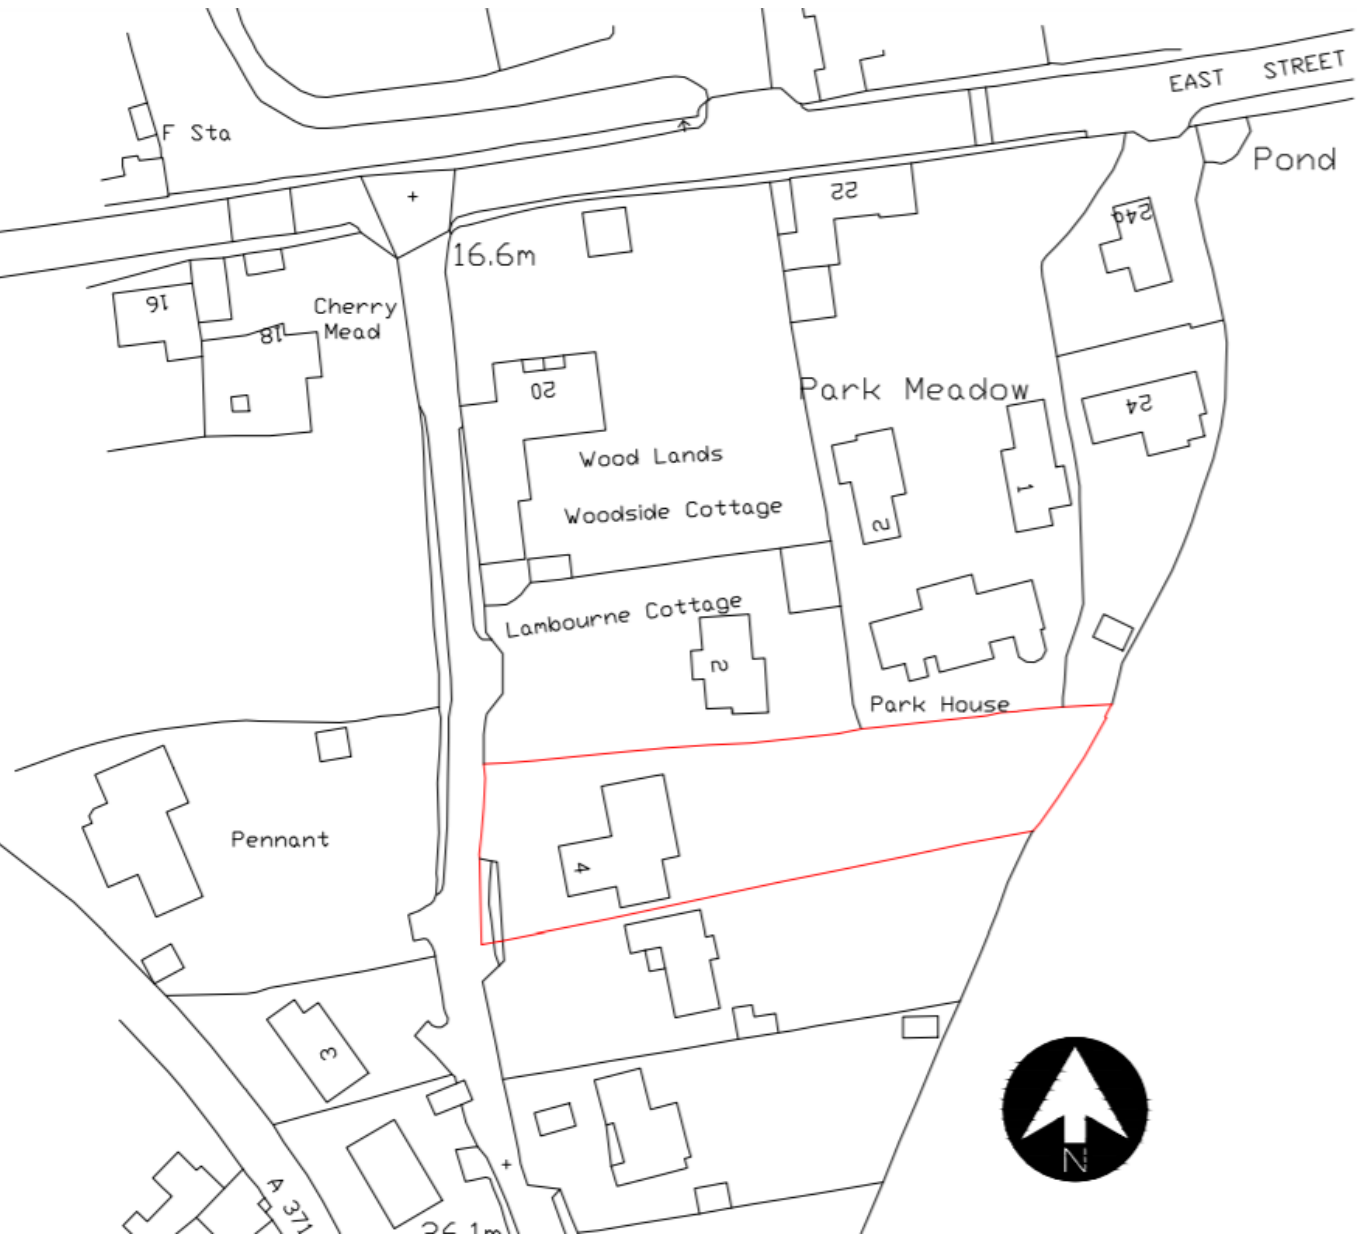 EAST STREET
F Sta
Pond
22
24a
16.6m
16
Cherry
Mead
18
20
Park Meadow
24
Wood Lands
1
Woodside Cottage
2
Lambourne Cottage
2
Park House
Pennant
4
3
N
A 371